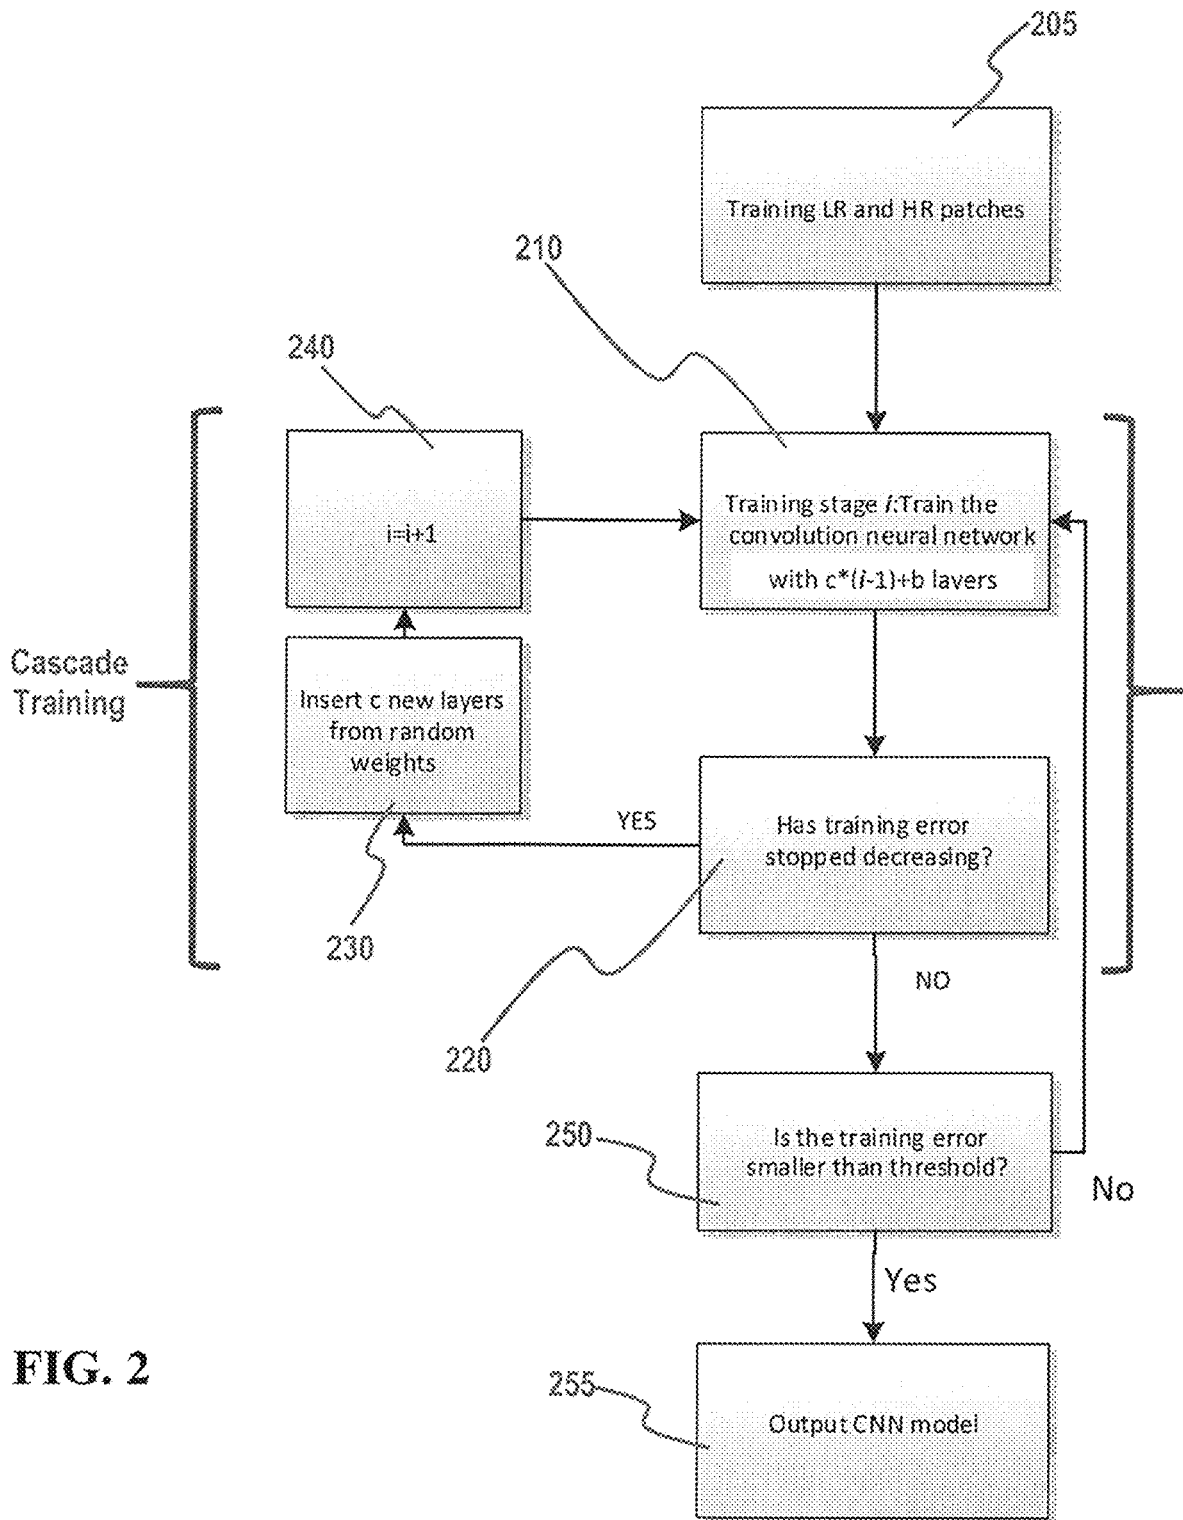 205
Training LR and HR patches
210
240
i=i+1
Training stage i:Train the
convolution neural network
with c*(i-1)+b layers
Cascade
Training
Insert c new layers
from random
weights
YES
Has training error
stopped decreasing?
230
NO
220
250
Is the training error
smaller than threshold?
No
Yes
FIG. 2
255
Output CNN model